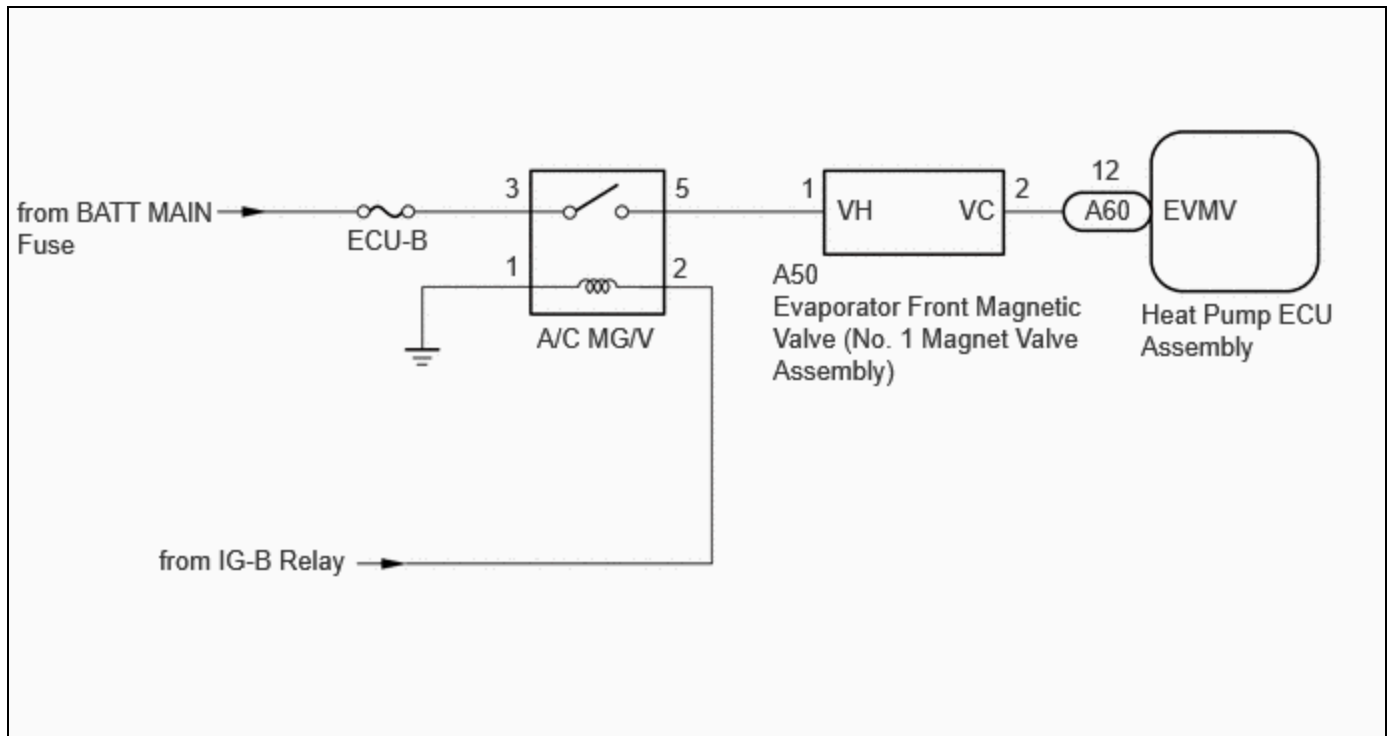 12
3
5
1
2
from BATT MAIN
Fuse
VH
VC
A60
EVMV
ECU-B
1
2
A50
Evaporator Front Magnetic
Valve (No. 1 Magnet Valve
Assembly)
Heat Pump ECU
Assembly
A/C MG/V
from IG-B Relay